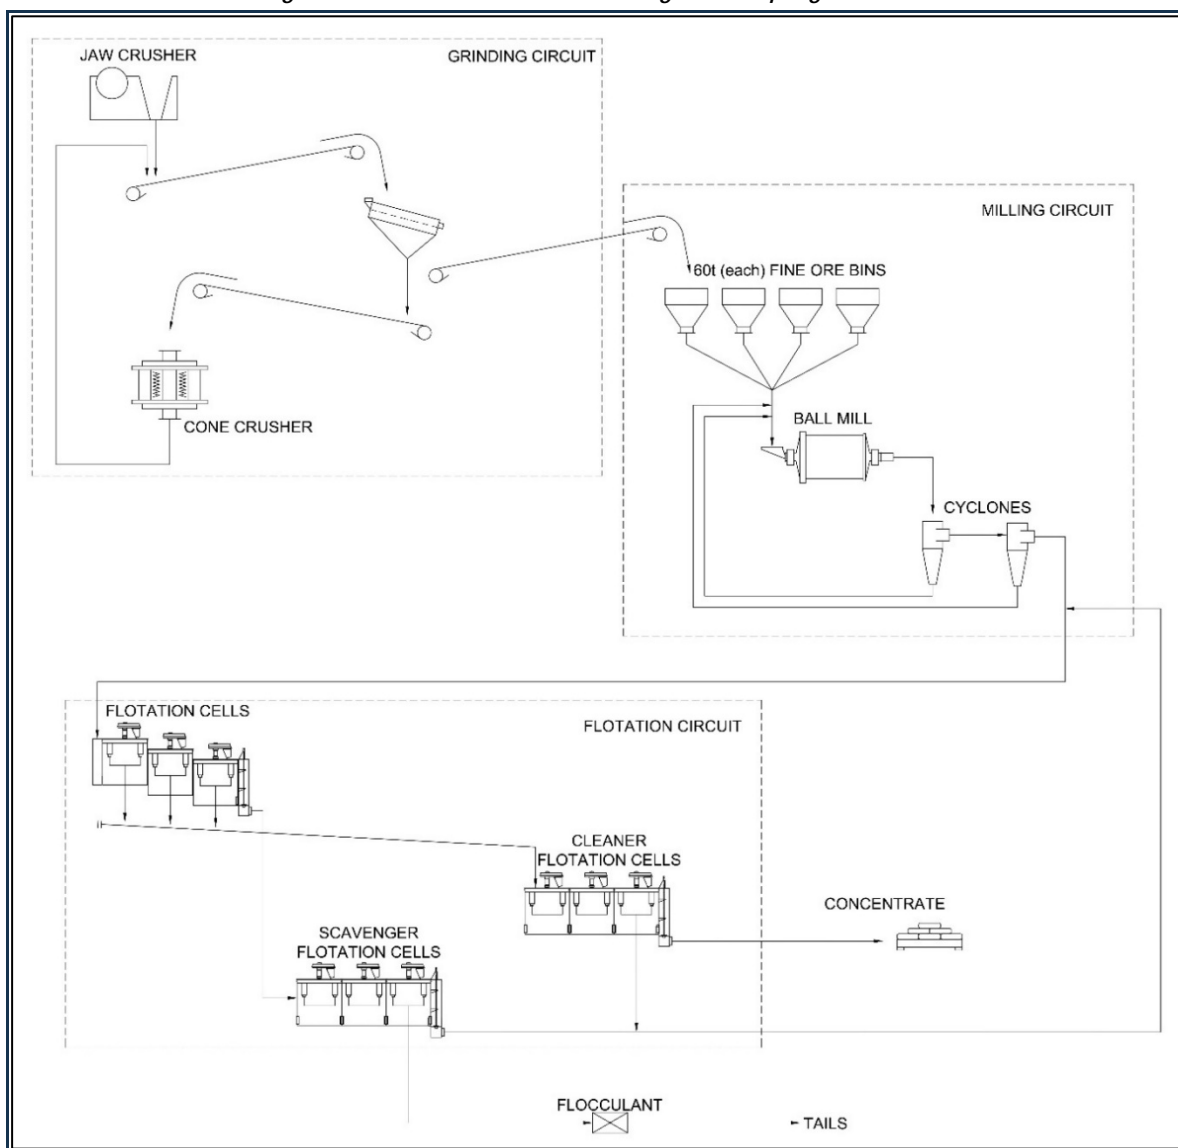 JAW CRUSHER
GRINDING CIRCUIT
MILLING CIRCUIT
60t (each) FINE ORE BINS
CONE CRUSHER
BALL MILL
CYCLONES
FLOTATION CELLS
FLOTATION CIRCUIT
CLEANER
FLOTATION CELLS
CONCENTRATE
SCAVENGER
FLOTATION CELLS
FLOCCULANT
TAILS